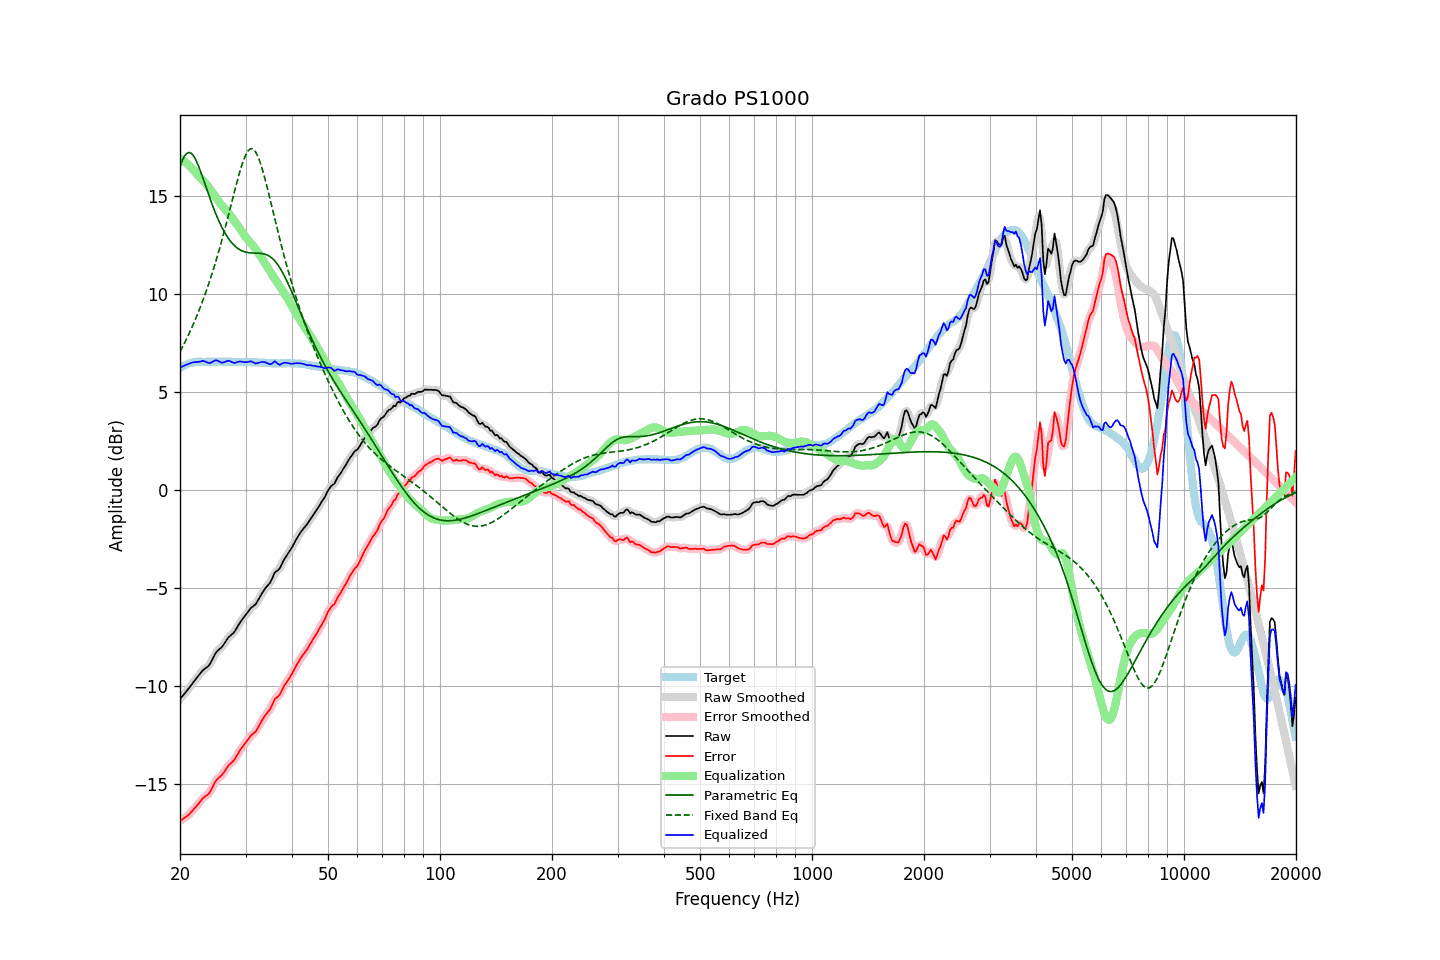 Grado PS1000
Amplitude (dBr)
15
10
5
0
−5
−10
−15
20
50
100
200
500
1000
2000
5000
10000
20000
Frequency (Hz)
Target
Raw Smoothed
Error Smoothed
Raw
Error
Equalization
Parametric Eq
Fixed Band Eq
Equalized